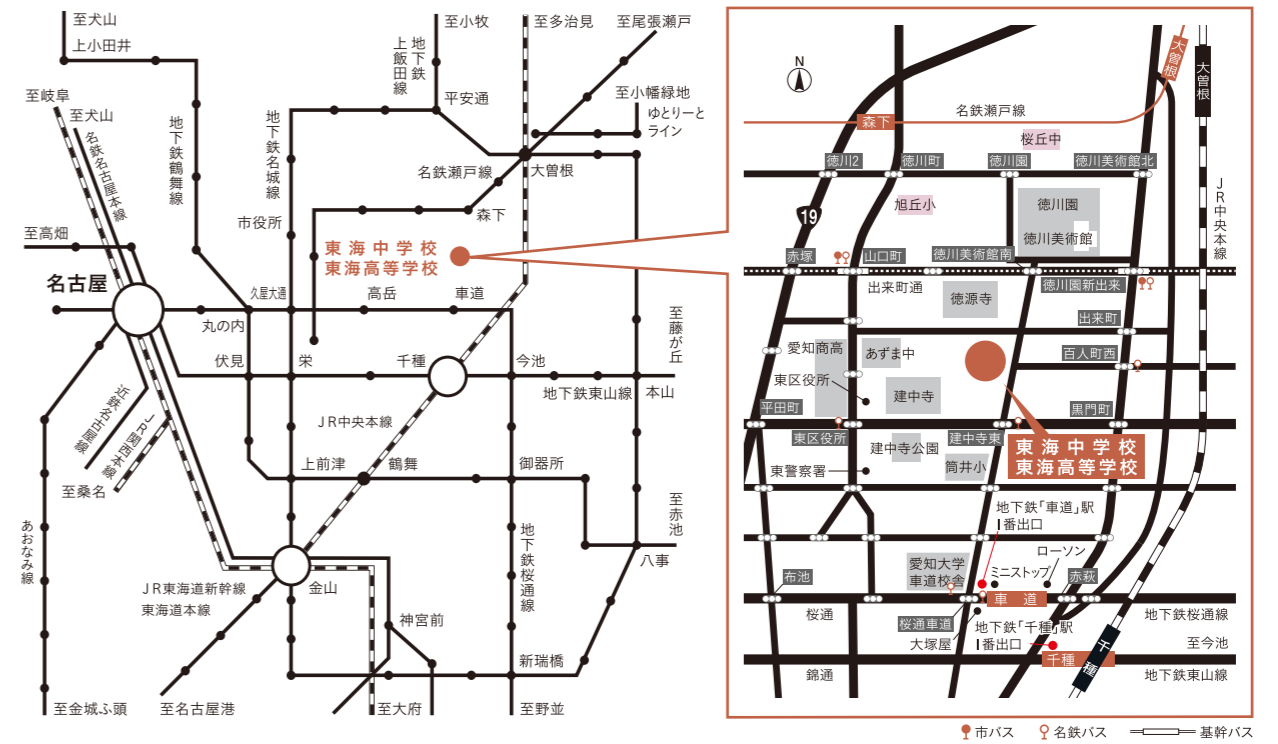 至犬山
上小田井
至岐阜
至犬山
名鉄名古屋本線
地下鉄鶴舞線
地下鉄名城線
至小牧
地下鉄
上飯田線
平安通
至多治見
至尾張瀬戸
至小幡緑地
ゆとりーと
ライン
大曽根
名鉄瀬戸線
森下
市役所
東海中学校
東海高等学校
至高畑
名古屋
久屋大通
高岳
車道
丸の内
伏見
栄
千種
今池
地下鉄東山線
本山
至藤が丘
近鉄名古屋線
JR関西本線
至桑名
JR中央本線
上前津
鶴舞
御器所
至赤池
八事
地下鉄桜通線
あおなみ線
JR東海道新幹線
東海道本線
金山
神宮前
新瑞橋
至金城ふ頭
至名古屋港
至大府
至野並
N
大曽根
大曽根
名鉄瀬戸線
森下
桜丘中
徳川2
徳川町
徳川園
徳川美術館北
JR中央本線
旭丘小
徳川園
徳川美術館
19
赤塚
山口町
徳川美術館南
出来町通
徳川園新出来
徳源寺
出来町
愛知商高
あずま中
百人町西
東区役所
建中寺
平田町
黒門町
東区役所
建中寺公園
建中寺東
東海中学校
東海高等学校
東警察署
筒井小
地下鉄「車道」駅
1番出口
愛知大学
車道校舎
ミニストップ
ローソン
布池
赤萩
車道
桜通
桜通車道
大塚屋
地下鉄「千種」駅
1番出口
地下鉄桜通線
至今池
千種
千種
錦通
地下鉄東山線
市バス
名鉄バス
基幹バス